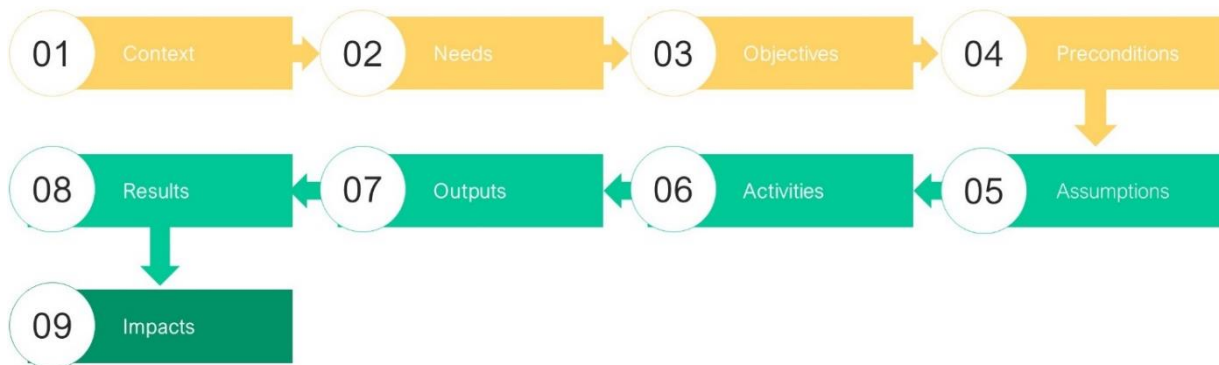 01 Context
02 Needs
03 Objectives
04 Preconditions
05 Assumptions
06 Activities
07 Outputs
08 Results
09 Impacts